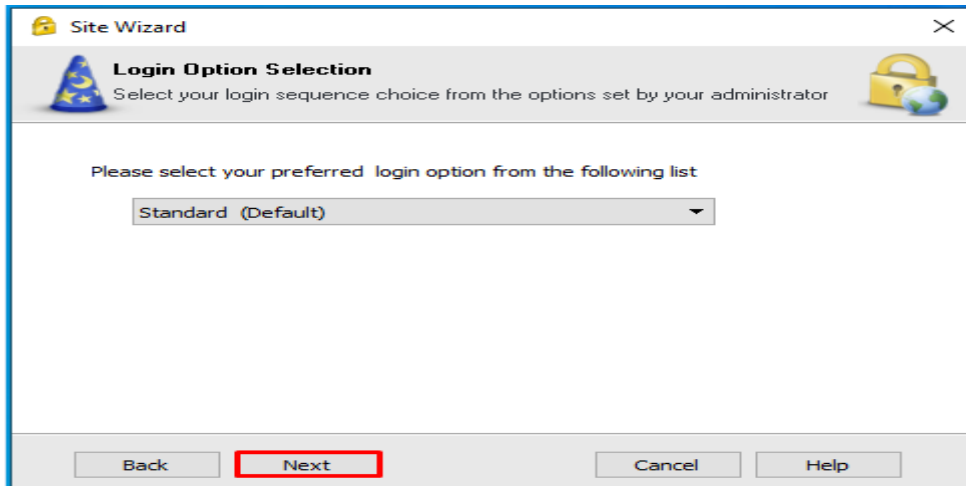 Site Wizard
Login Option Selection
Select your login sequence choice from the options set by your administrator
Please select your preferred login option from the following list
Standard (Default)
Back Next Cancel Help